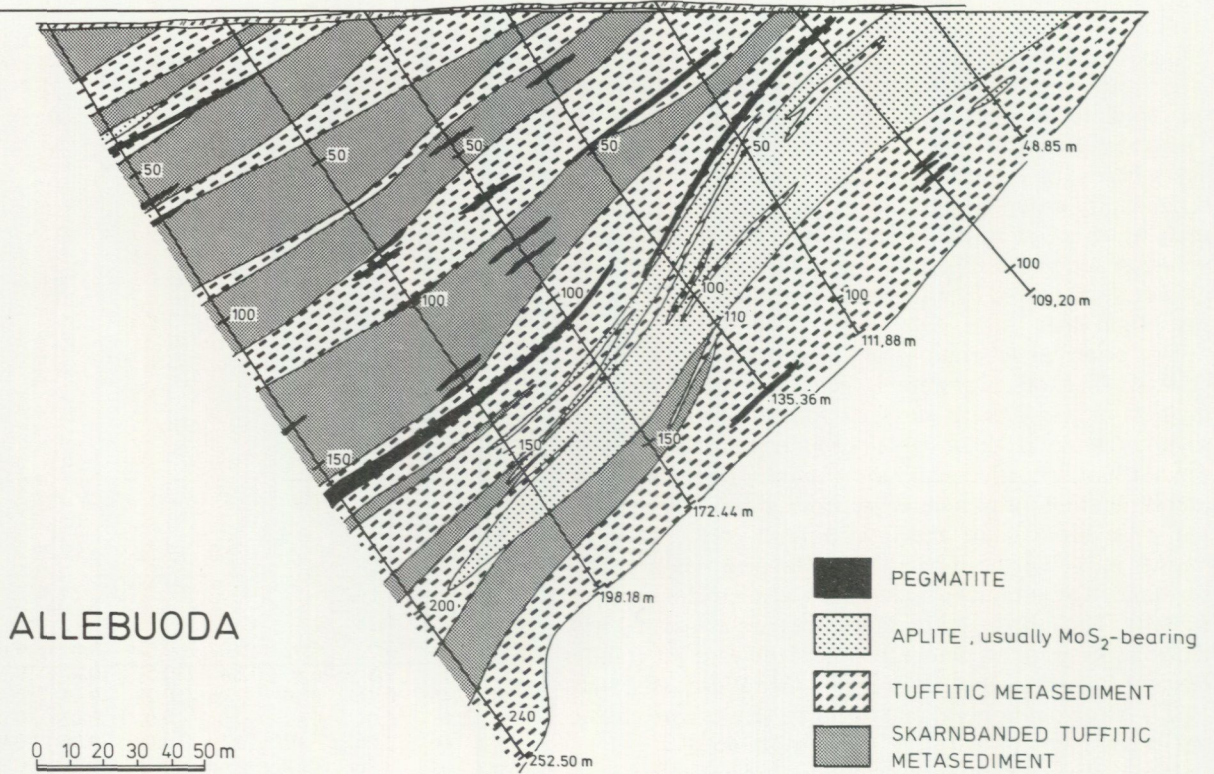 50
50
50
50
50
48.85 m
100
100
100
100
100
100
109,20 m
110
111,88 m
135.36 m
150
150
150
172.44 m
198.18 m
200
240
252.50 m
ALLEBUODA
0 10 20 30 40 50 m
PEGMATITE
APLITE, usually MoS₂-bearing
TUFFITIC METASEDIMENT
SKARNBANDED TUFFITIC
METASEDIMENT